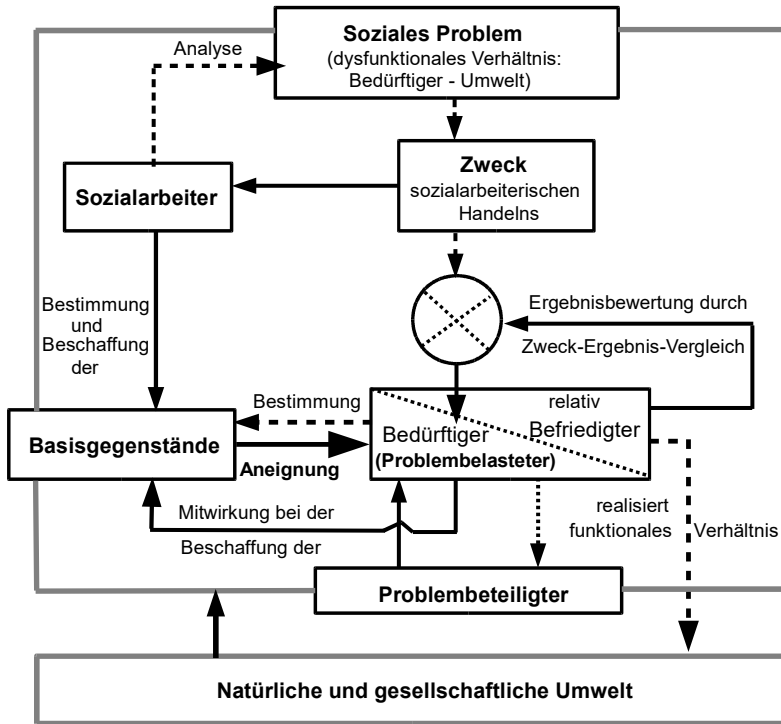 Soziales Problem
(dysfunktionales Verhältnis:
Bedürftiger - Umwelt)
Analyse
Zweck
sozialarbeiterischen
Handelns
Sozialarbeiter
Bestimmung
und
Beschaffung
der
Ergebnisbewertung durch
Zweck-Ergebnis-Vergleich
Bestimmung
relativ
Befriedigter
Bedürftiger
(Problembelasteter)
Basisgegenstände
Aneignung
Mitwirkung bei der
Beschaffung der
realisiert
funktionales
Verhältnis
Problembeteiligter
Natürliche und gesellschaftliche Umwelt